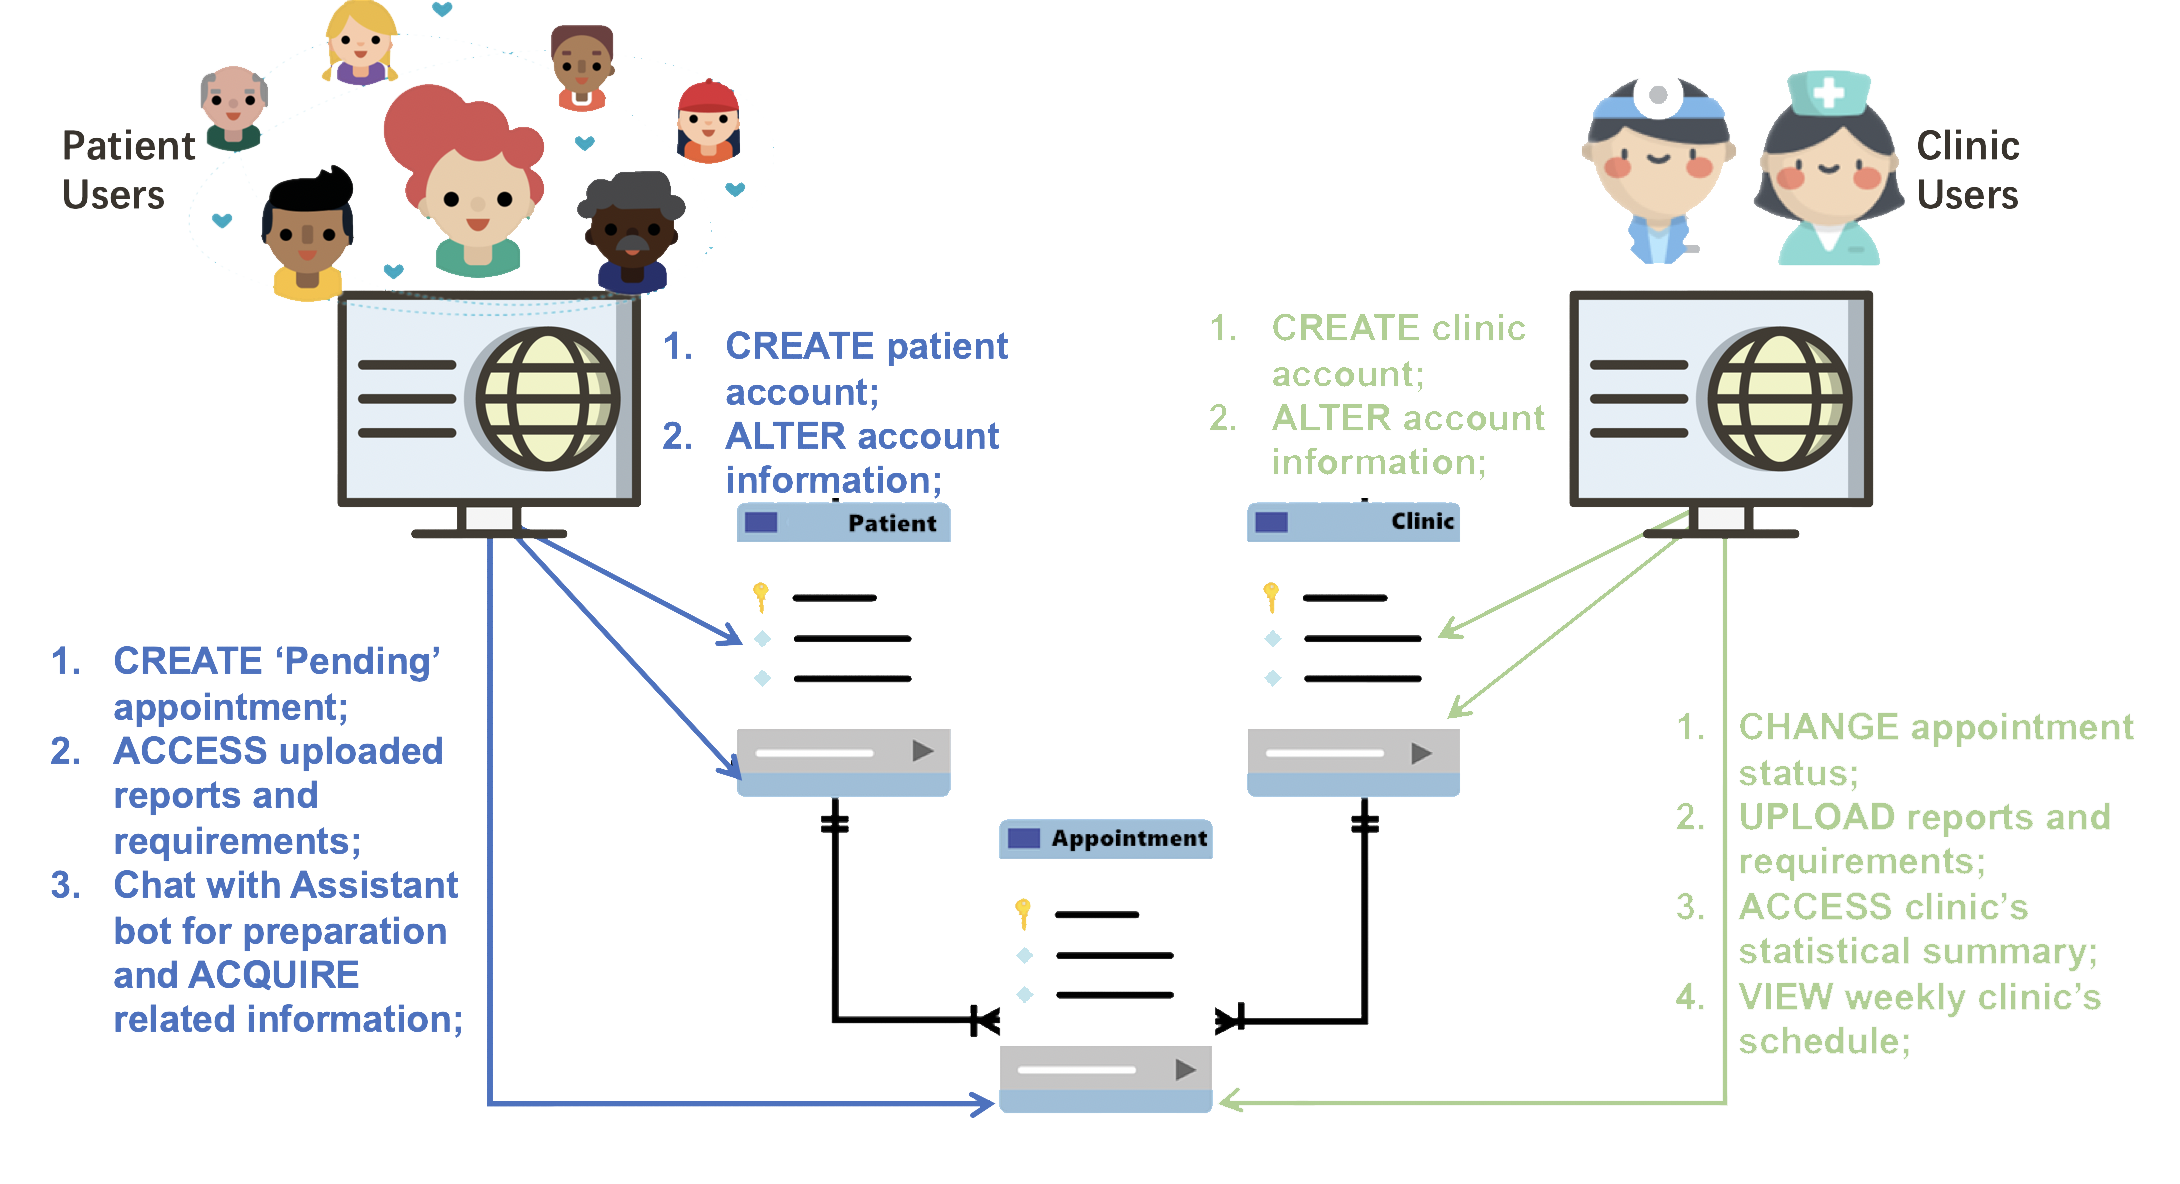 Patient
Users
Clinic
Users
1. CREATE patient
account;
2. ALTER account
information;
1. CREATE clinic
account;
2. ALTER account
information;
Patient
Clinic
1. CREATE ‘Pending’
appointment;
2. ACCESS uploaded
reports and
requirements;
3. Chat with Assistant
bot for preparation
and ACQUIRE
related information;
Appointment
1. CHANGE appointment
status;
2. UPLOAD reports and
requirements;
3. ACCESS clinic’s
statistical summary;
4. VIEW weekly clinic’s
schedule;